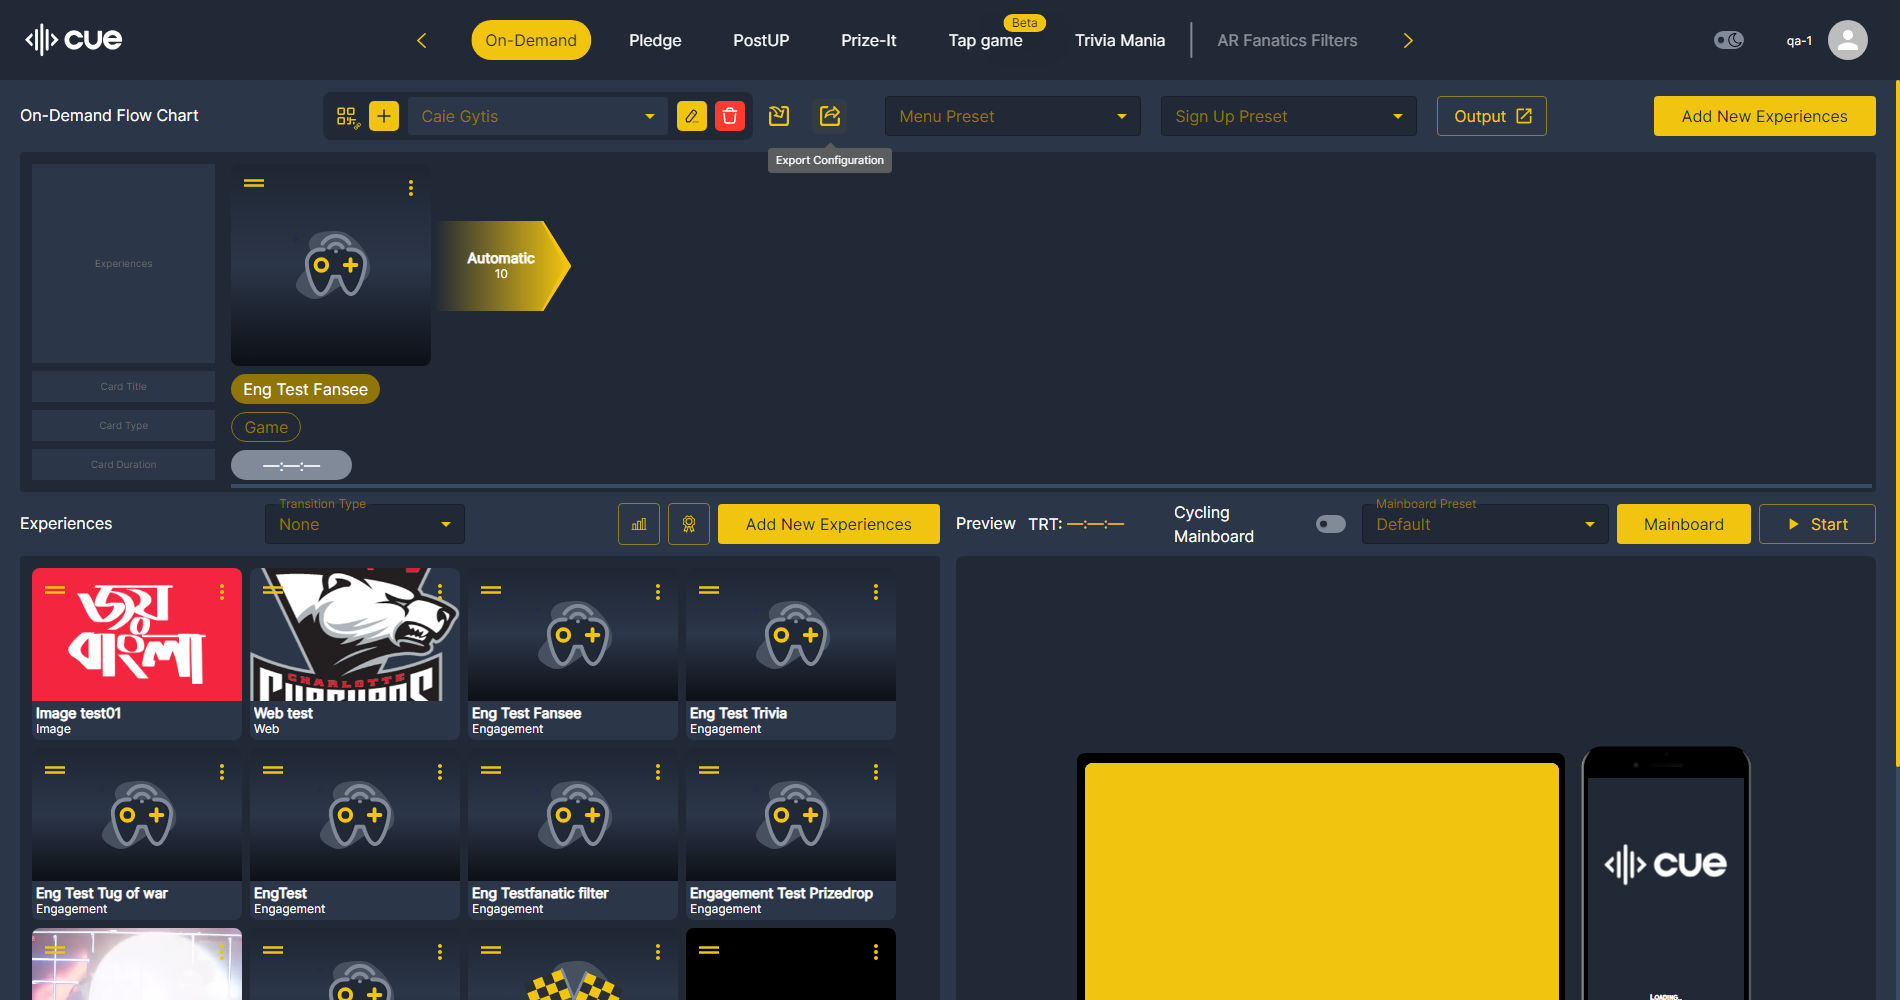 cue
On-Demand
Pledge
PostUP
Prize-It
Tap game
Beta
Trivia Mania
AR Fanatics Filters
qa-1
On-Demand Flow Chart
Caie Gytis
Menu Preset
Sign Up Preset
Output
Add New Experiences
Export Configuration
Experiences
Automatic
10
Card Title
Eng Test Fansee
Card Type
Game
Card Duration
—:—:—
Experiences
Transition Type
None
Add New Experiences
Preview
TRT: —:—:—
Cycling
Mainboard
Mainboard Preset
Default
Mainboard
Start
জয়
বাংলা
Image test01
Image
CHARLOTTE
Web test
Web
Eng Test Fansee
Engagement
Eng Test Trivia
Engagement
Eng Test Tug of war
Engagement
EngTest
Engagement
Eng Testfanatic filter
Engagement
Engagement Test Prizedrop
Engagement
cue
LOADING